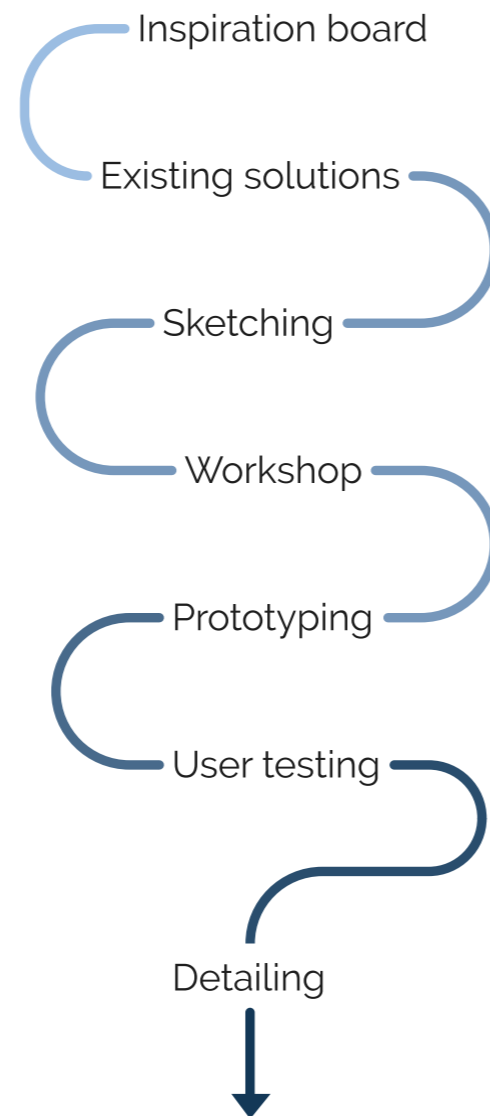 Inspiration board
Existing solutions
Sketching
Workshop
Prototyping
User testing
Detailing